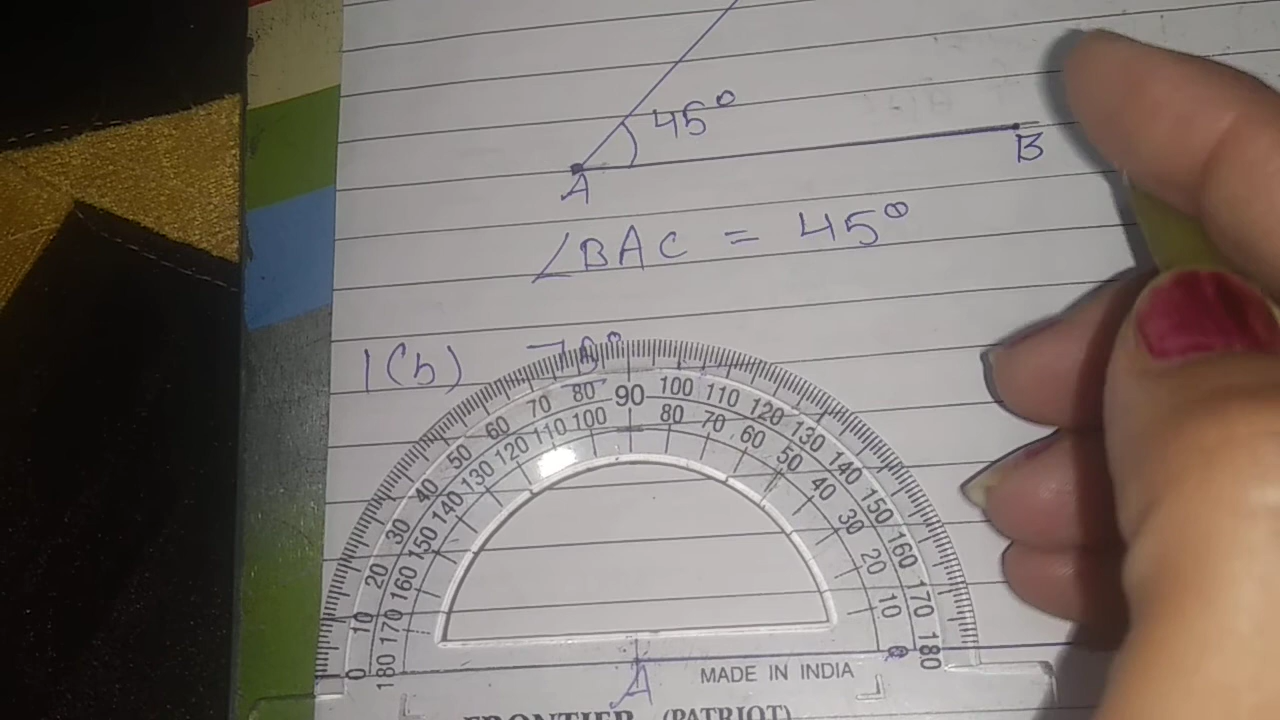 45°
A
B
∠BAC = 45°
1(b)
0 10 20 30 40 50 60 70 80 90 100 110 120 130 140 150 160 170 180
180 170 160 150 140 130 120 110 100 80 70 60 50 40 30 20 10 0
A
MADE IN INDIA
FRONTIER (PATRIOT)